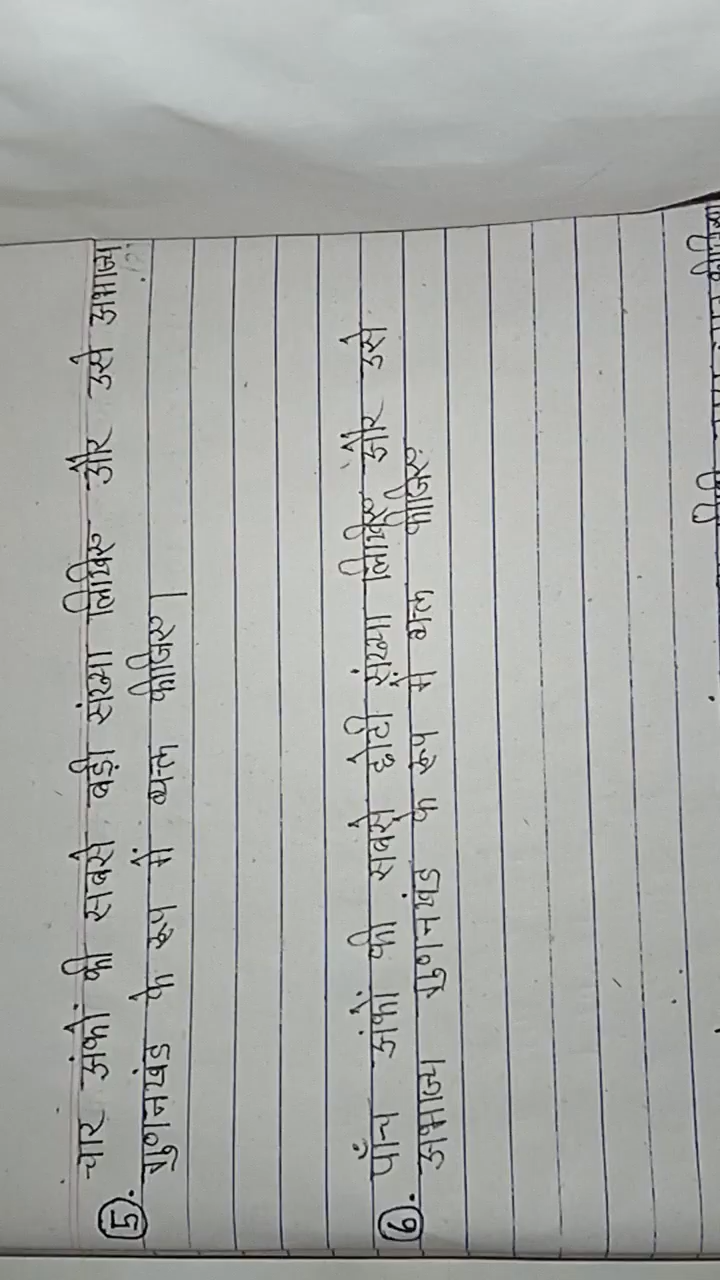 (5). चार अंकों की सबसे बड़ी संख्या लिखिए और उसे अभाज्य
गुणनखंड के रूप में व्यक्त कीजिए।
(6). पाँच अंकों की सबसे छोटी संख्या लिखिए और उसे
अभाज्य गुणनखंड के रूप में व्यक्त कीजिए